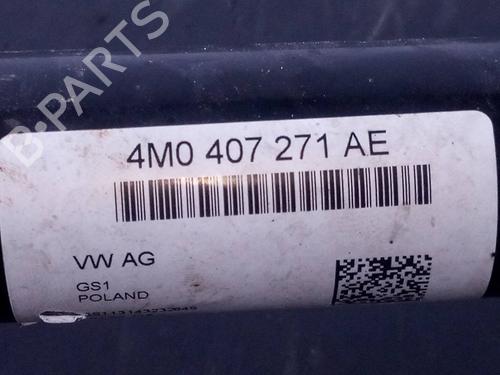 B-PARTS
4M0 407 271 AE
VW AG
GS1
POLAND